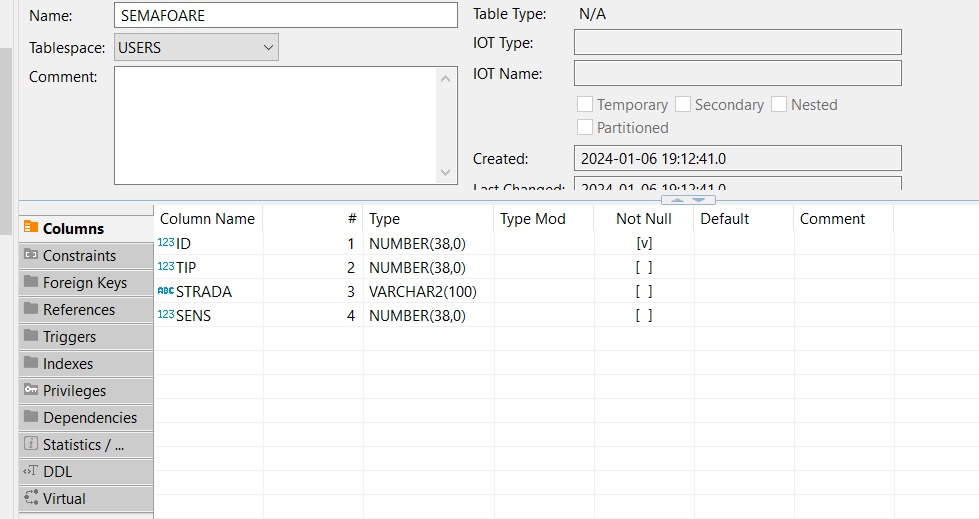 Name: SEMAFOARE
Tablespace: USERS
Comment:
Table Type: N/A
IOT Type:
IOT Name:
Temporary Secondary Nested
Partitioned
Created: 2024-01-06 19:12:41.0
Last Changed: 2024-01-06 19:12:41.0
Columns
Constraints
Foreign Keys
References
Triggers
Indexes
Privileges
Dependencies
Statistics / ...
DDL
Virtual
Column Name # Type Type Mod Not Null Default Comment
123 ID 1 NUMBER(38,0) [v]
123 TIP 2 NUMBER(38,0) [ ]
ABC STRADA 3 VARCHAR2(100) [ ]
123 SENS 4 NUMBER(38,0) [ ]